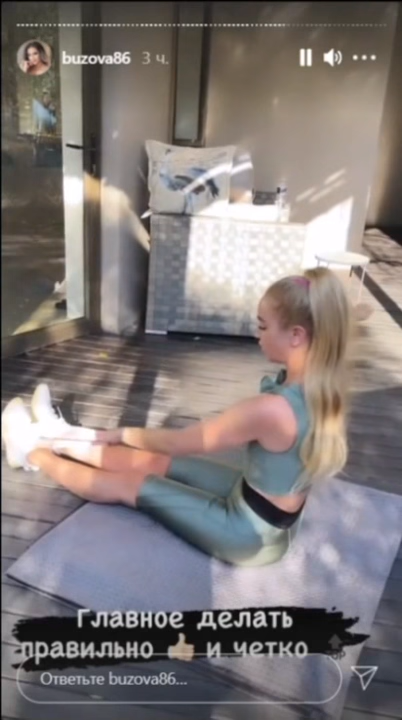 buzova86 3 ч.
Главное делать
правильно 👍🏼 и четко
Ответьте buzova86...